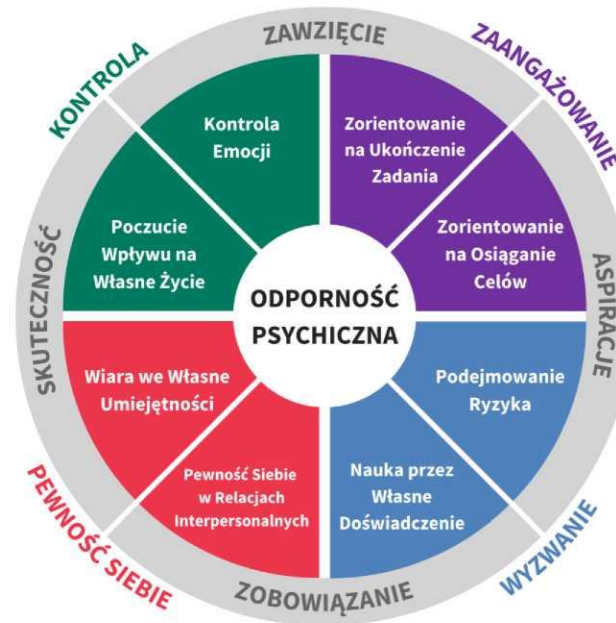 ZAWZIĘCIE
KONTROLA
ZAANGAŻOWANIE
Kontrola
Emocji
Zorientowanie
na Ukończenie
Zadania
Poczucie
Wpływu na
Własne Życie
Zorientowanie
na Osiąganie
Celów
SKUTECZNOŚĆ
ASPIRACJE
ODPORNOŚĆ
PSYCHICZNA
Wiara we Własne
Umiejętności
Podejmowanie
Ryzyka
Pewność Siebie
w Relacjach
Interpersonalnych
Nauka przez
Własne
Doświadczenie
PEWNOŚĆ SIEBIE
WYZWANIE
ZOBOWIĄZANIE